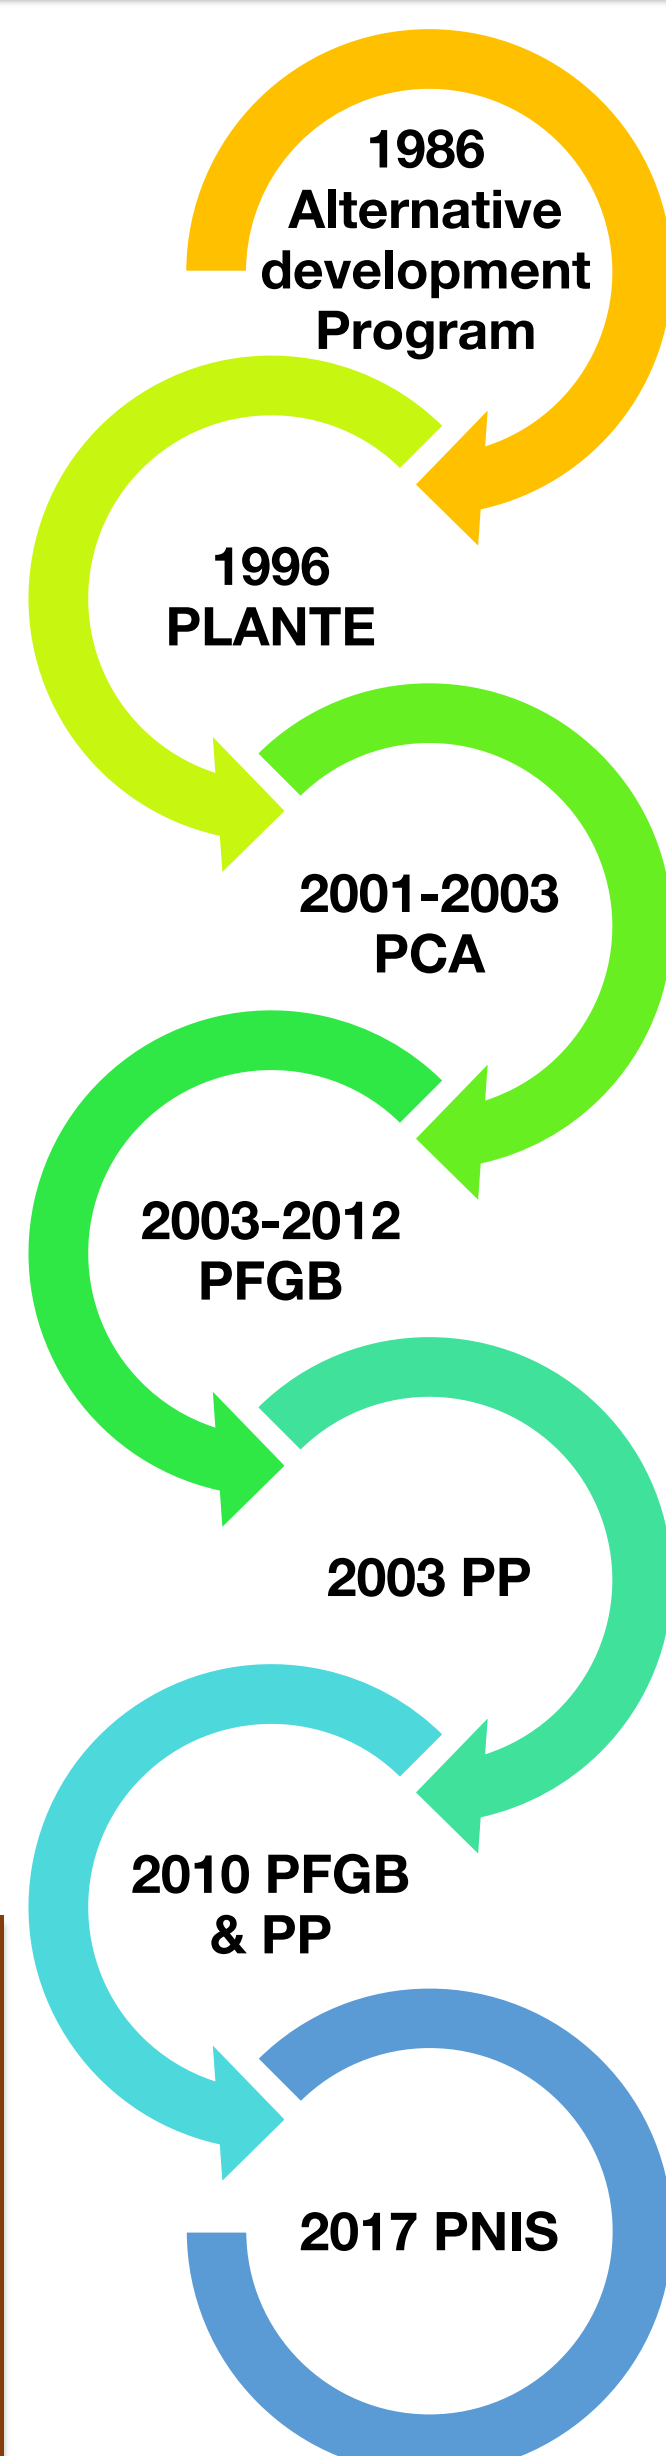 1986
Alternative
development
Program
1996
PLANTE
2001-2003
PCA
2003-2012
PFGB
2003 PP
2010 PFGB
& PP
2017 PNIS